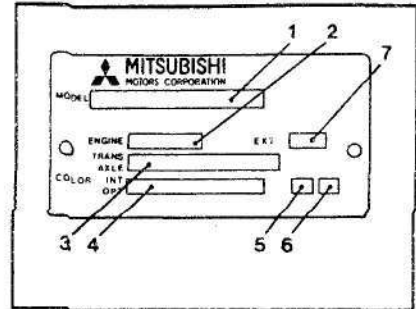 1 2 7
MITSUBISHI
MOTORS CORPORATION
MODEL
ENGINE EXT
TRANS
AXLE
COLOR INT
OPT
3 4 5 6